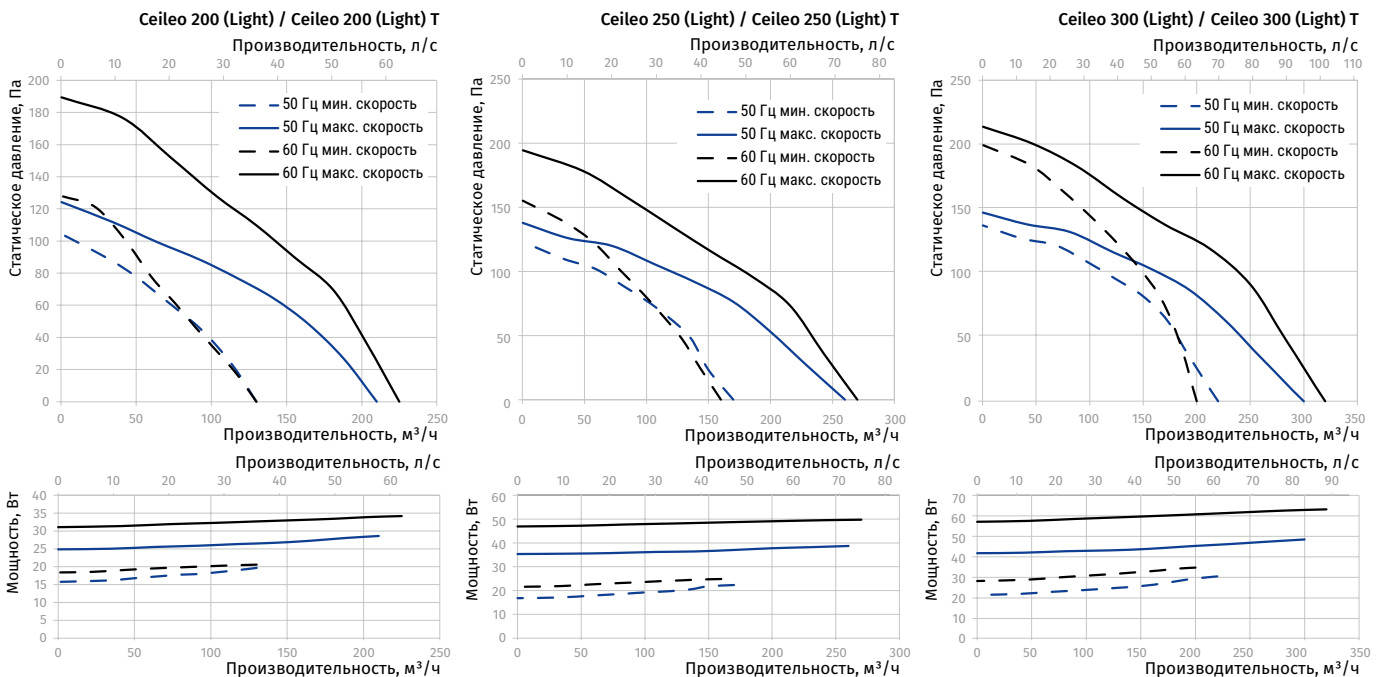 Ceileo 200 (Light) / Ceileo 200 (Light) T
Производительность, л/с
0 10 20 30 40 50 60
Статическое давление, Па
200
180
160
140
120
100
80
60
40
20
0
50 Гц мин. скорость
50 Гц макс. скорость
60 Гц мин. скорость
60 Гц макс. скорость
0 50 100 150 200 250
Производительность, м³/ч
Ceileo 250 (Light) / Ceileo 250 (Light) T
Производительность, л/с
0 10 20 30 40 50 60 70 80
Статическое давление, Па
250
200
150
100
50
0
50 Гц мин. скорость
50 Гц макс. скорость
60 Гц мин. скорость
60 Гц макс. скорость
0 50 100 150 200 250 300
Производительность, м³/ч
Ceileo 300 (Light) / Ceileo 300 (Light) T
Производительность, л/с
0 14 30 45 55 63 80 95 100 110
Статическое давление, Па
250
200
150
100
50
0
50 Гц мин. скорость
50 Гц макс. скорость
60 Гц мин. скорость
60 Гц макс. скорость
0 50 100 150 200 250 300 350
Производительность, м³/ч
Производительность, л/с
0 10 20 30 40 50 60
Мощность, Вт
40
35
30
25
20
15
10
5
0
0 50 100 150 200 250
Производительность, м³/ч
Производительность, л/с
0 10 20 30 40 50 60 70 80
Мощность, Вт
60
50
40
30
20
10
0
0 50 100 150 200 250 300
Производительность, м³/ч
Производительность, л/с
0 10 20 30 40 50 60 70 80 90
Мощность, Вт
70
60
50
40
30
20
10
0
0 50 100 150 200 250 300 350
Производительность, м³/ч